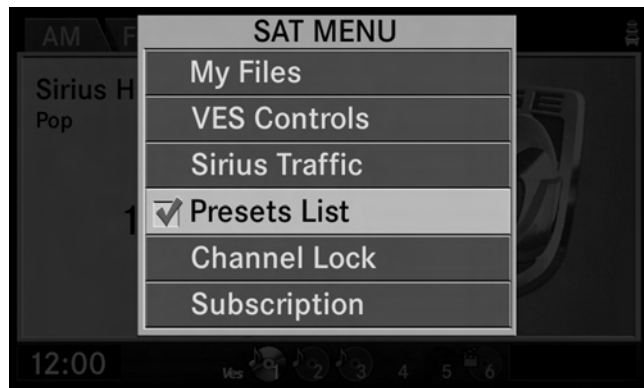 AM F
SAT MENU
My Files
Sirius H
Pop
VES Controls
Sirius Traffic
1
Presets List
Channel Lock
Subscription
12:00
Ves 1 2 3 4 5 6